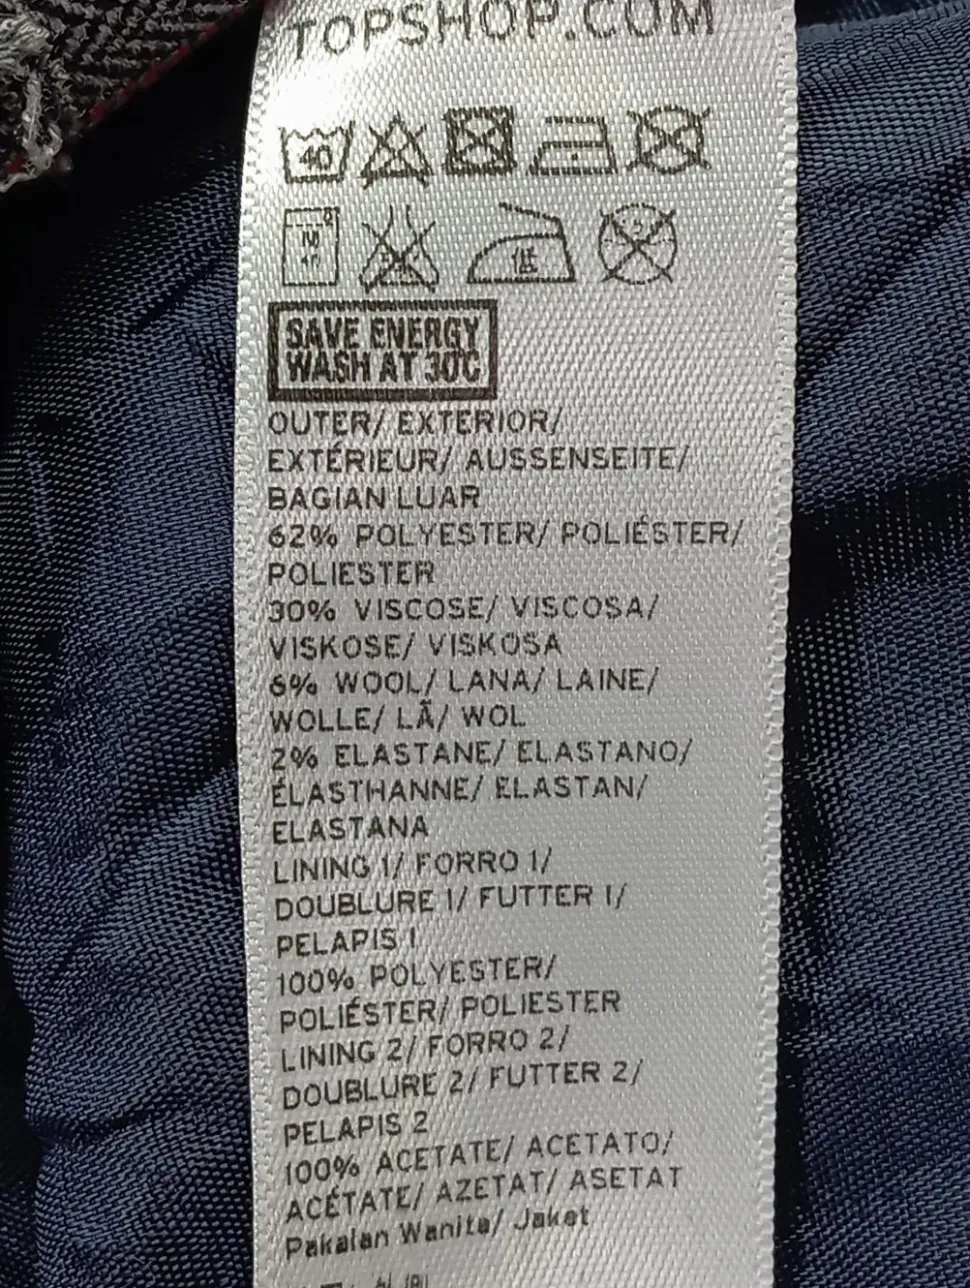 TOPSHOP.COM
40
SAVE ENERGY
WASH AT 30C
OUTER/ EXTERIOR/
EXTÉRIEUR/ AUSSENSEITE/
BAGIAN LUAR
62% POLYESTER/ POLIÉSTER/
POLIESTER
30% VISCOSE/ VISCOSA/
VISKOSE/ VISKOSA
6% WOOL/ LANA/ LAINE/
WOLLE/ LÃ/ WOL
2% ELASTANE/ ELASTANO/
ÉLASTHANNE/ ELASTAN/
ELASTANA
LINING 1/ FORRO 1/
DOUBLURE 1/ FUTTER 1/
PELAPIS 1
100% POLYESTER/
POLIÉSTER/ POLIESTER
LINING 2/ FORRO 2/
DOUBLURE 2/ FUTTER 2/
PELAPIS 2
100% ACETATE/ ACETATO/
ACÉTATE/ AZETAT/ ASETAT
Pakaian Wanita/ Jaket